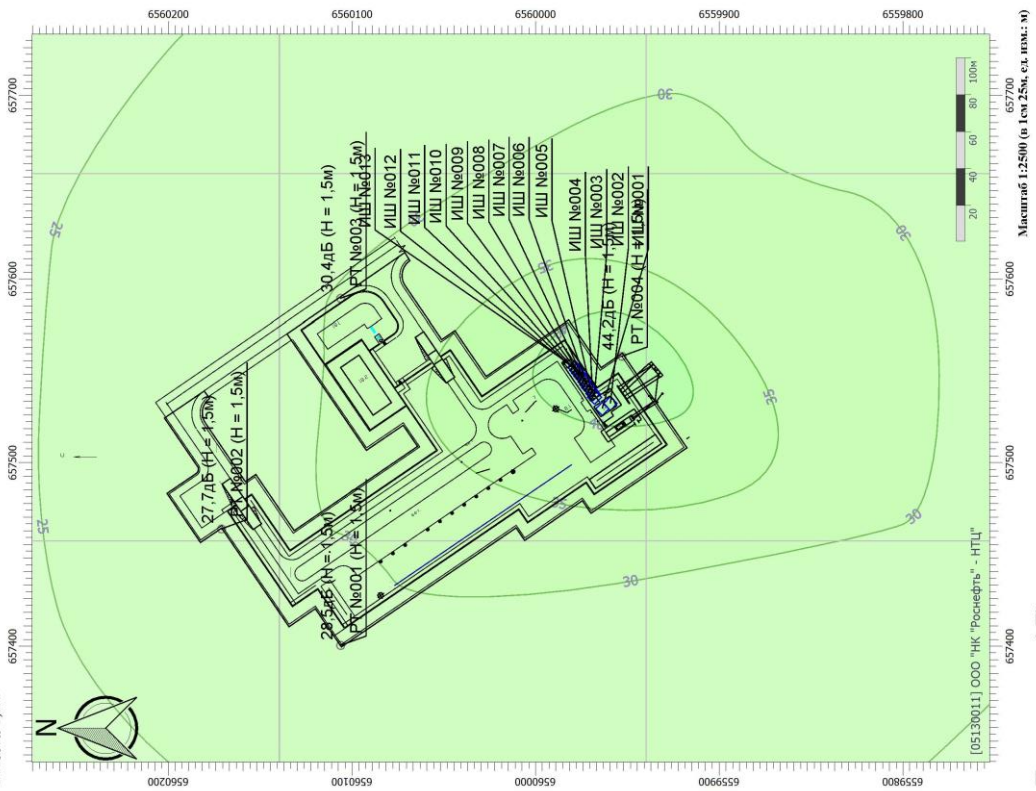 6560200 6560100 6560000 6559900 6559800
657700
657600
657500
657400
657700
657600
657500
657400
6560200 6560100 6560000 6559900 6559800
N
с
25
25
25
30
30
30
30
30
35
35
35
40
30,4дБ (Н = 1,5м)
РТ №003 (Н = 1,5м)
ИШ №013
ИШ №012
ИШ №011
ИШ №010
ИШ №009
ИШ №008
ИШ №007
ИШ №006
ИШ №005
ИШ №004
ИШ №003
ИШ №002
ИШ №001
44,2дБ (Н = 1,5м)
РТ №004 (Н = 1,5м)
27,7дБ (Н = 1,5м)
РТ №002 (Н = 1,5м)
28,5дБ (Н = 1,5м)
РТ №001 (Н = 1,5м)
20 40 60 80 100м
[05130011] ООО "НК "Роснефть" - НТЦ"
Масштаб 1:2500 (в 1см 25м, ед. изм.: м)